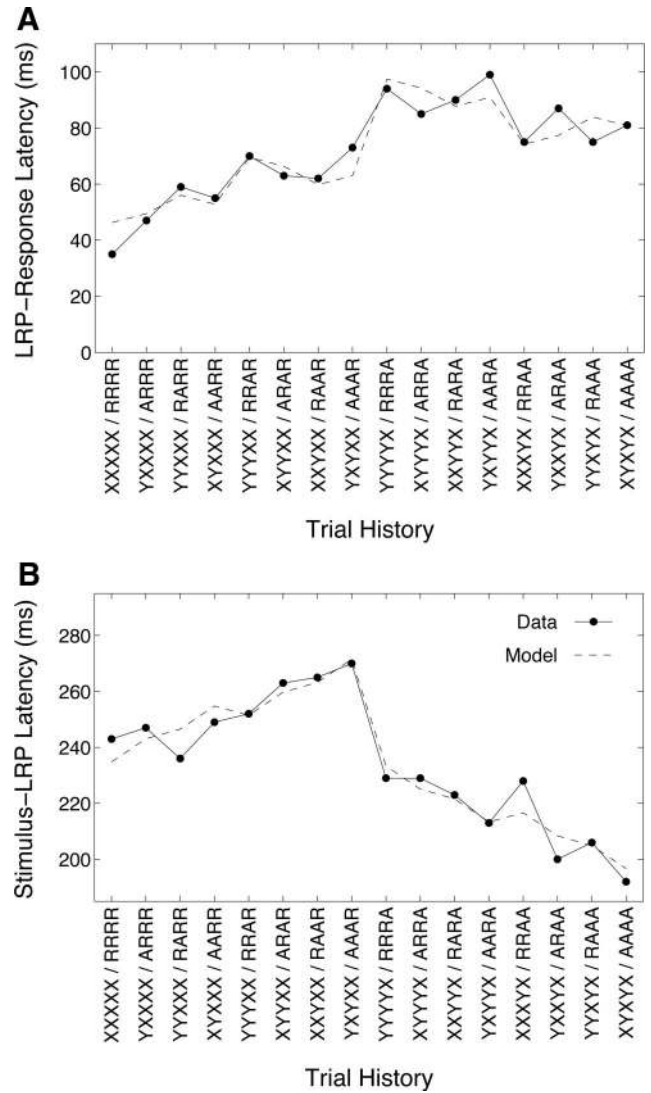 A
LRP-Response Latency (ms)
100
80
60
40
20
0
XXXXX / RRRR
YXXXX / ARRR
YYXXX / RARR
XYXXX / AARR
YYYXX / RRAR
XYYXX / ARAR
XXYXX / RAAR
YXYXX / AAAR
YYYYX / RRRA
XYYYX / ARRA
XXYYX / RARA
YXYYX / AARA
XXXYX / RRAA
YXXYX / ARAA
YYXYX / RAAA
XYXYX / AAAA
Trial History
B
Stimulus-LRP Latency (ms)
280
260
240
220
200
Data
Model
XXXXX / RRRR
YXXXX / ARRR
YYXXX / RARR
XYXXX / AARR
YYYXX / RRAR
XYYXX / ARAR
XXYXX / RAAR
YXYXX / AAAR
YYYYX / RRRA
XYYYX / ARRA
XXYYX / RARA
YXYYX / AARA
XXXYX / RRAA
YXXYX / ARAA
YYXYX / RAAA
XYXYX / AAAA
Trial History